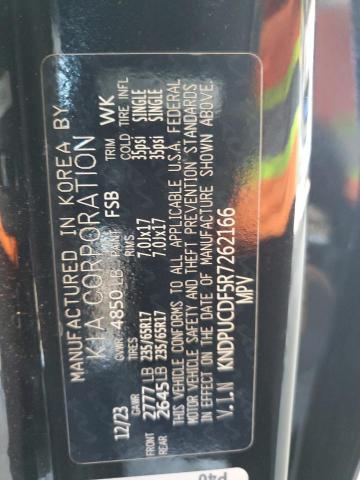 MANUFACTURED IN KOREA BY
KIA CORPORATION
12/23 GVWR 4850 LB PAINT FSB TRIM WK
GAWR TIRES RIMS COLD TIRE INFL
FRONT 2777 LB 235/65R17 7.0Jx17 35psi SINGLE
REAR 2645 LB 235/65R17 7.0Jx17 35psi SINGLE
THIS VEHICLE CONFORMS TO ALL APPLICABLE U.S.A. FEDERAL
MOTOR VEHICLE SAFETY AND THEFT PREVENTION STANDARDS
IN EFFECT ON THE DATE OF MANUFACTURE SHOWN ABOVE.
V.I.N KNDPUCDF5R7262166
MPV
P40